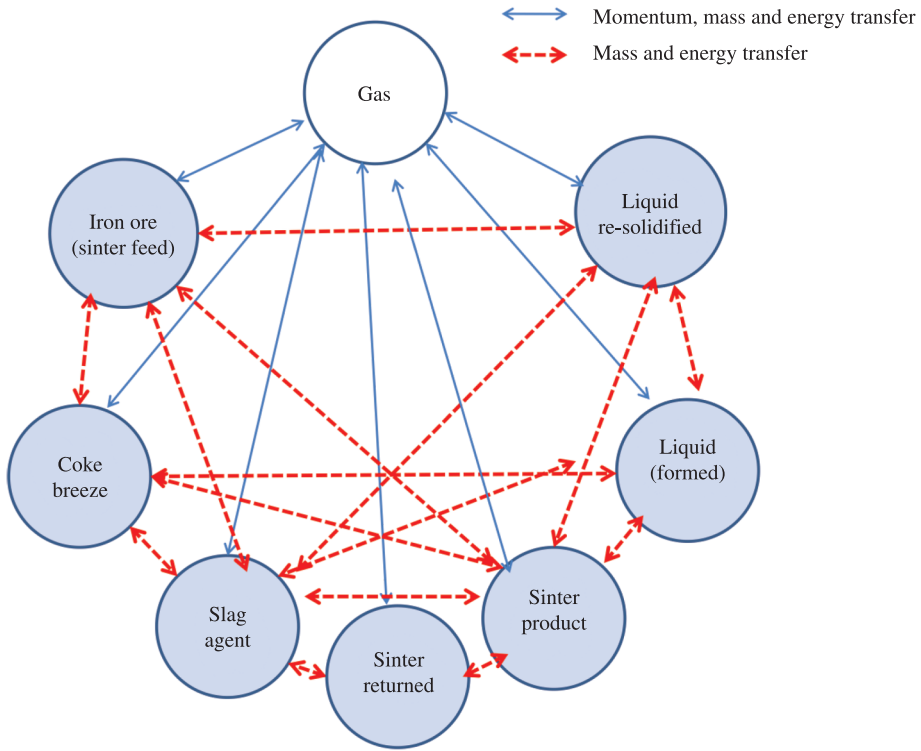 Momentum, mass and energy transfer
Mass and energy transfer
Gas
Iron ore
(sinter feed)
Liquid
re-solidified
Coke
breeze
Liquid
(formed)
Slag
agent
Sinter
returned
Sinter
product